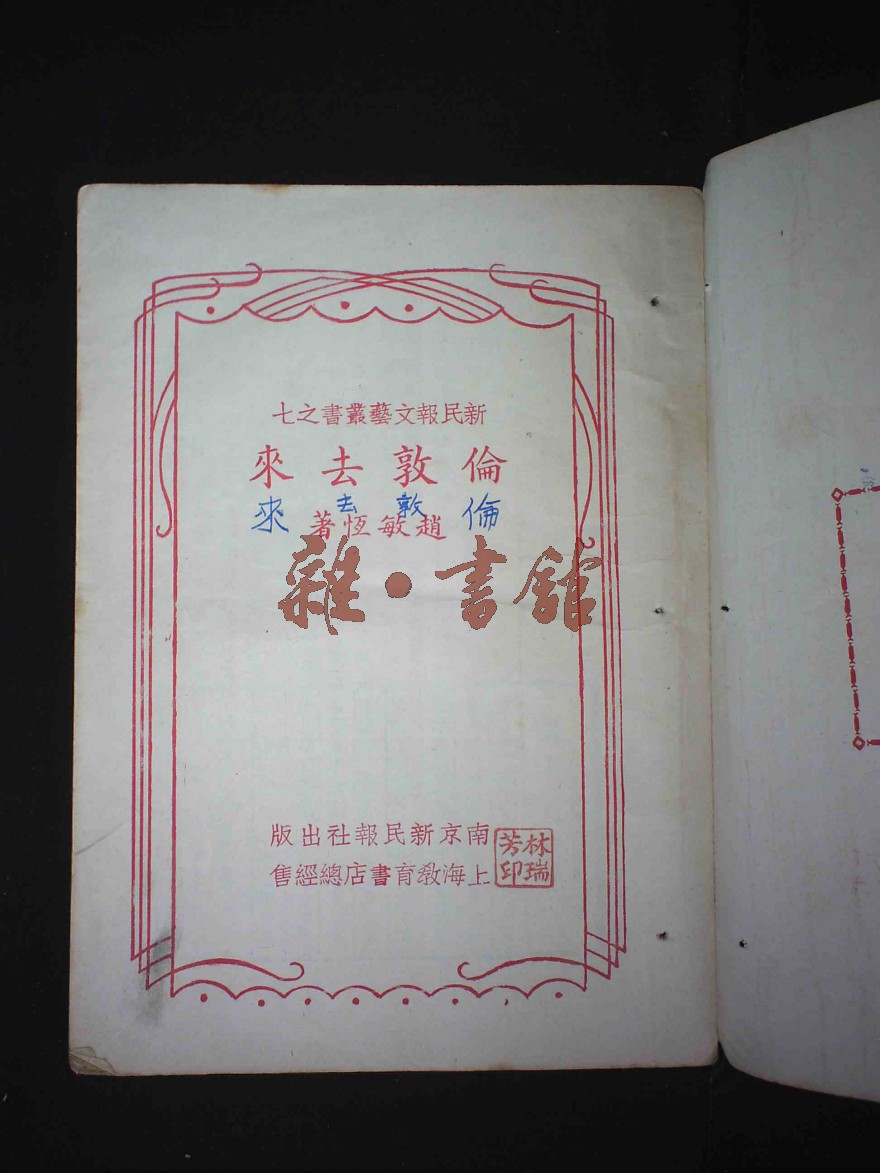 新民報文藝叢書之七
倫敦去來
倫敦去來
趙敏恆著
雜•書館
南京新民報社出版
上海教育書店總經售
林瑞芳印